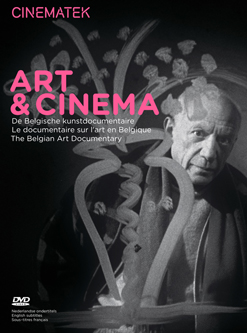 CINEMATEK
ART
& CINEMA
De Belgische kunstdocumentaire
Le documentaire sur l'art en Belgique
The Belgian Art Documentary
DVD
VIDEO
Nederlandse ondertitels
English subtitles
Sous-titres français